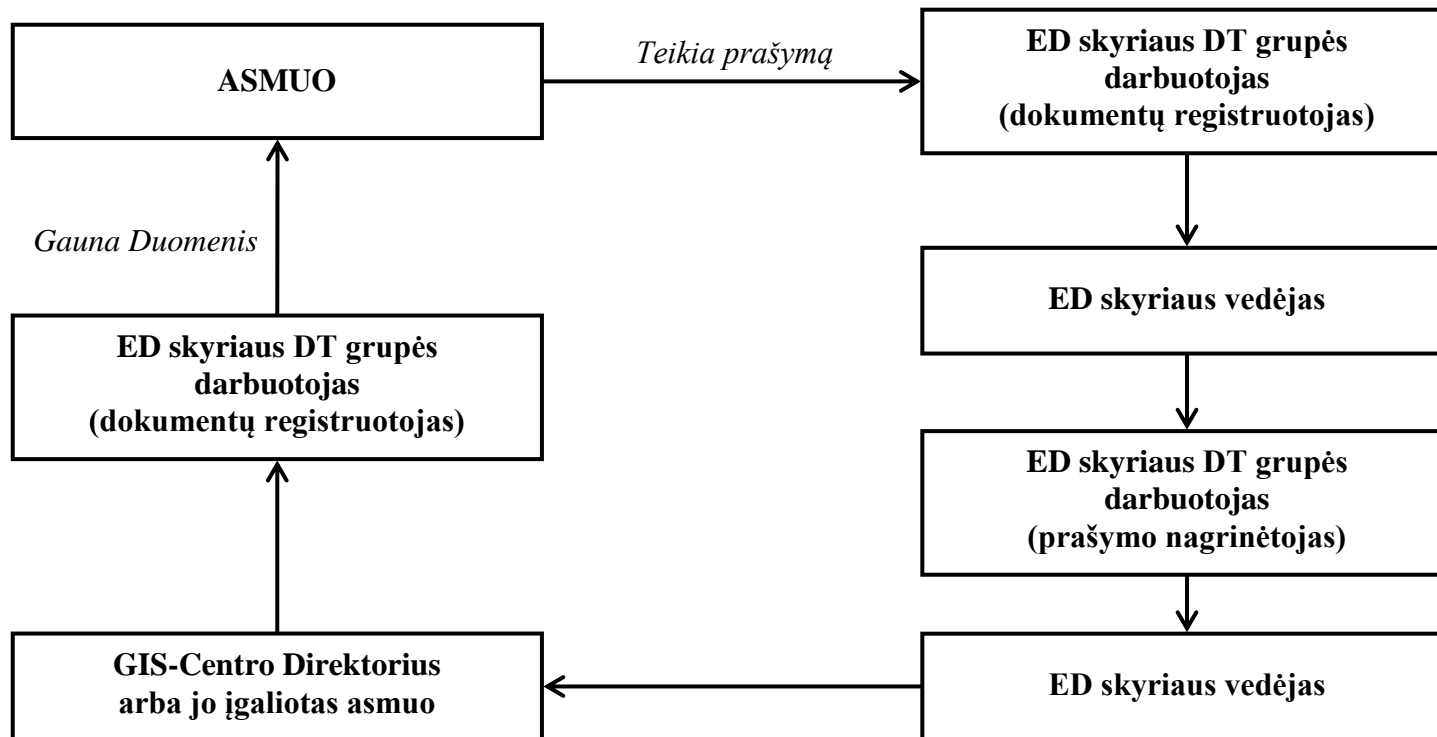 ASMUO
Teikia prašymą
ED skyriaus DT grupės
darbuotojas
(dokumentų registruotojas)
ED skyriaus vedėjas
ED skyriaus DT grupės
darbuotojas
(prašymo nagrinėtojas)
ED skyriaus vedėjas
GIS-Centro Direktorius
arba jo įgaliotas asmuo
ED skyriaus DT grupės
darbuotojas
(dokumentų registruotojas)
Gauna Duomenis